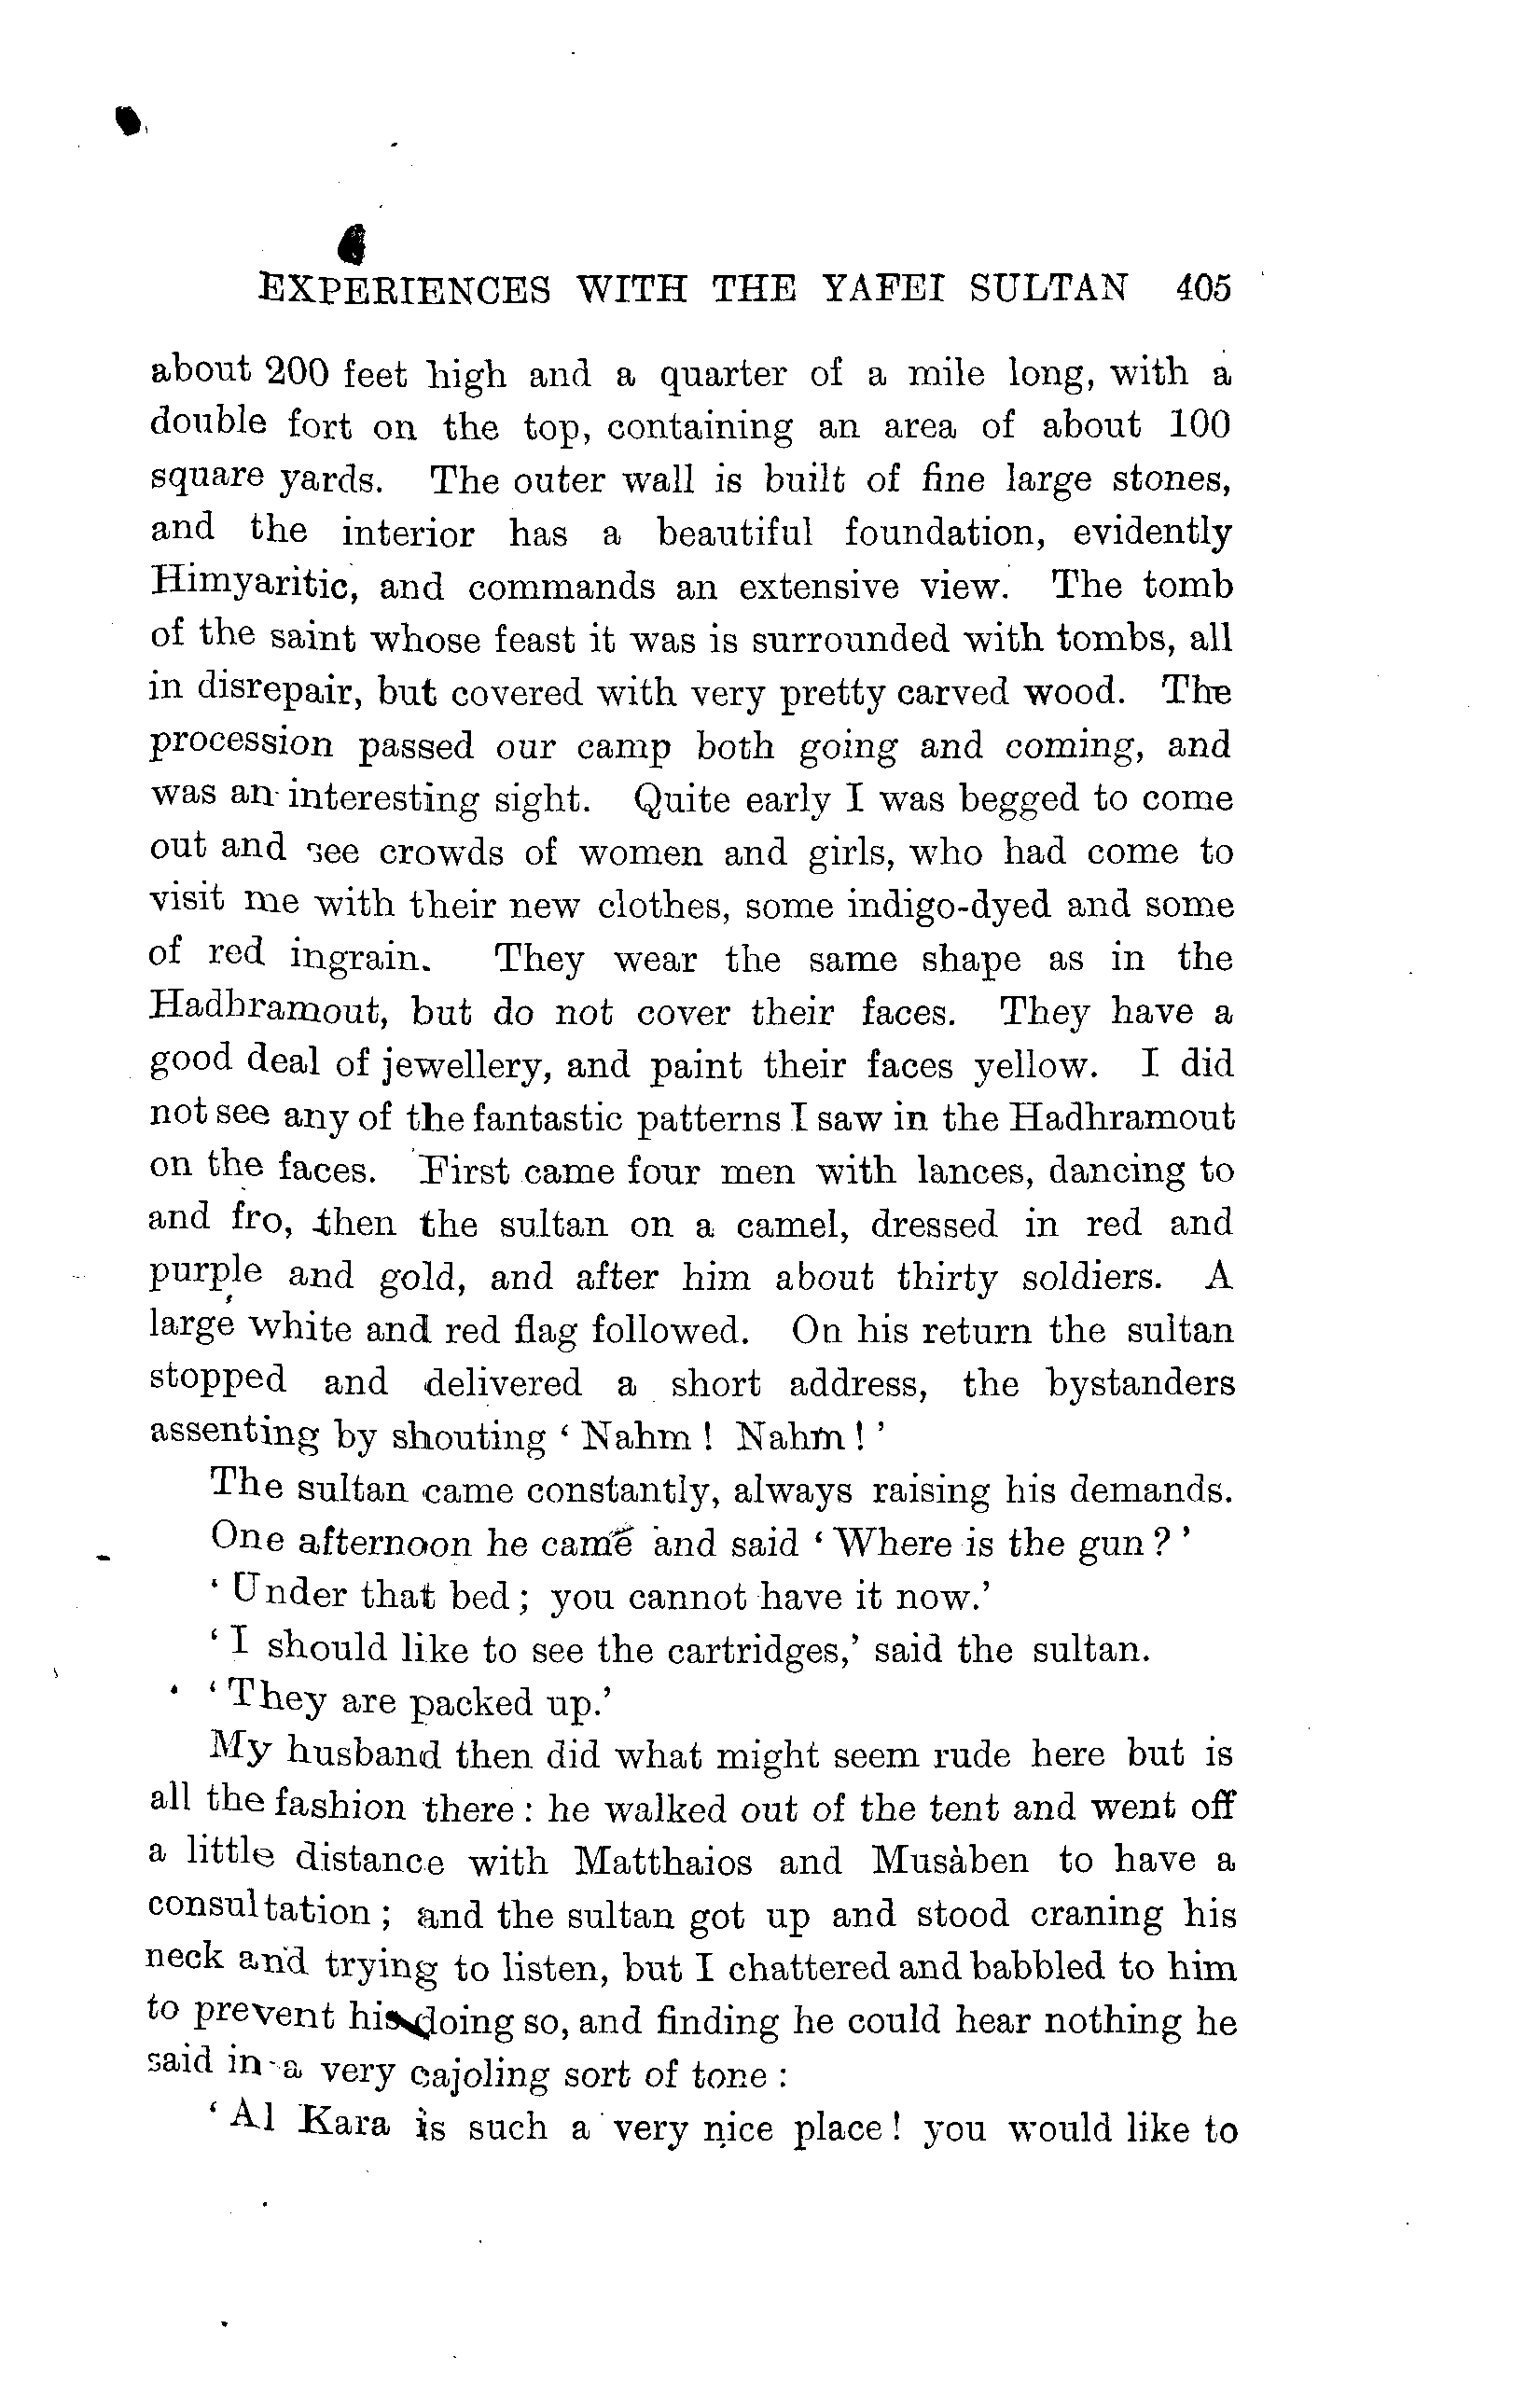 EXPERIENCES WITH THE YAFEI SULTAN 405
about 200 feet high and a quarter of a mile long, with a
double fort on the top, containing an area of about 100
square yards. The outer wall is built of fine large stones,
and the interior has a beautiful foundation, evidently
Himyaritic, and commands an extensive view. The tomb
of the saint whose feast it was is surrounded with tombs, all
in disrepair, but covered with very pretty carved wood. The
procession passed our camp both going and coming, and
was an interesting sight. Quite early I was begged to come
out and see crowds of women and girls, who had come to
visit me with their new clothes, some indigo-dyed and some
of red ingrain. They wear the same shape as in the
Hadhramout, but do not cover their faces. They have a
good deal of jewellery, and paint their faces yellow. I did
not see any of the fantastic patterns I saw in the Hadhramout
on the faces. First came four men with lances, dancing to
and fro, then the sultan on a camel, dressed in red and
purple and gold, and after him about thirty soldiers. A
large white and red flag followed. On his return the sultan
stopped and delivered a short address, the bystanders
assenting by shouting ‘ Nahm ! Nahm ! ’
The sultan came constantly, always raising his demands.
One afternoon he came and said ‘ Where is the gun ? ’
‘ Under that bed ; you cannot have it now.’
‘ I should like to see the cartridges,’ said the sultan.
‘ They are packed up.’
My husband then did what might seem rude here but is
all the fashion there : he walked out of the tent and went off
a little distance with Matthaios and Musàben to have a
consultation ; and the sultan got up and stood craning his
neck and trying to listen, but I chattered and babbled to him
to prevent his doing so, and finding he could hear nothing he
said in a very cajoling sort of tone :
‘ Al Kara is such a very nice place ! you would like to